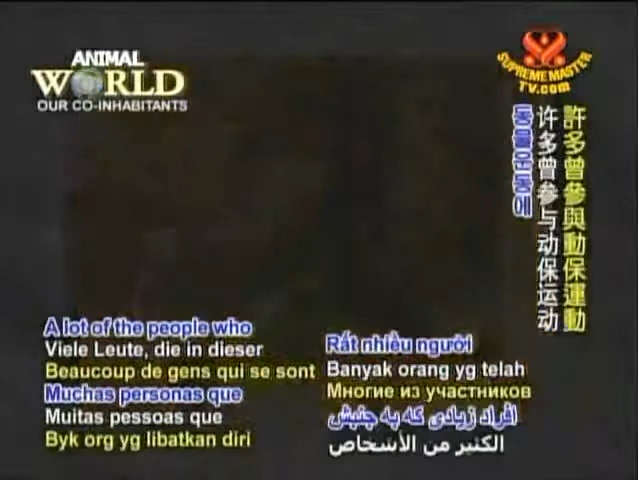 ANIMAL
WORLD
OUR CO-INHABITANTS
SUPREME MASTER
TV.com
許多曾參與動保運動
许多曾参与动保运动
동물운동에
A lot of the people who
Viele Leute, die in dieser
Beaucoup de gens qui se sont
Muchas personas que
Muitas pessoas que
Byk org yg libatkan diri
Rất nhiều người
Banyak orang yg telah
Многие из участников
افراد زیادی که به جنبش
الكثير من الأشخاص